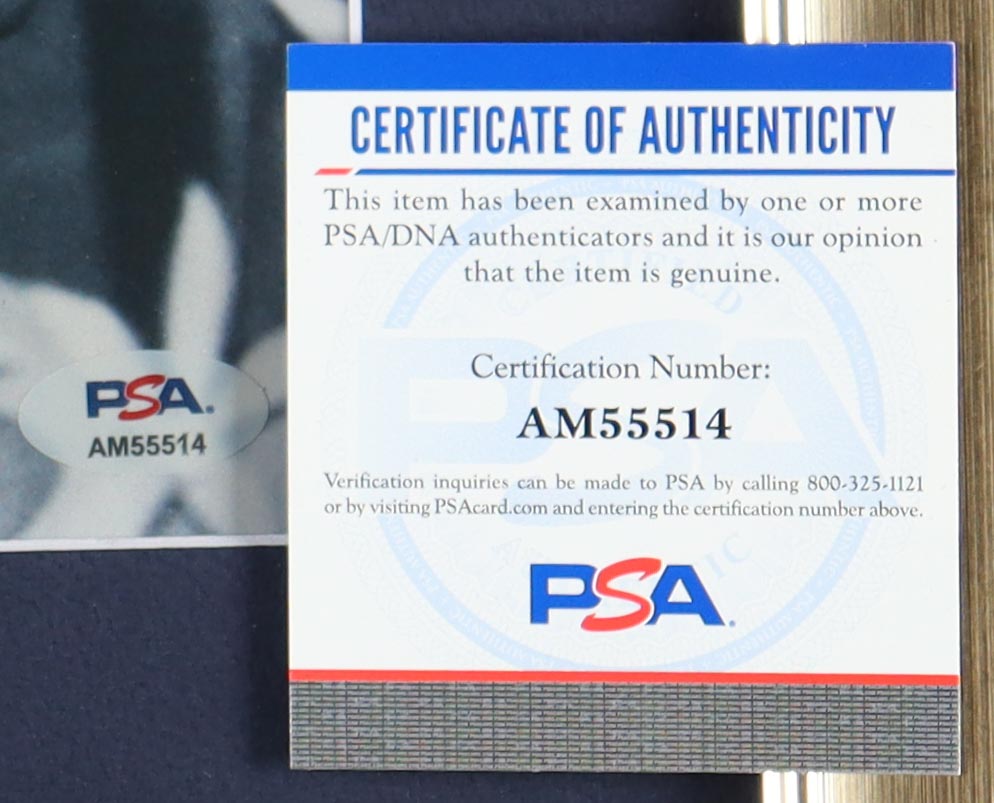 CERTIFICATE OF AUTHENTICITY
This item has been examined by one or more
PSA/DNA authenticators and it is our opinion
that the item is genuine.
Certification Number:
AM55514
Verification inquiries can be made to PSA by calling 800-325-1121
or by visiting PSAcard.com and entering the certification number above.
PSA.
PSA.
AM55514